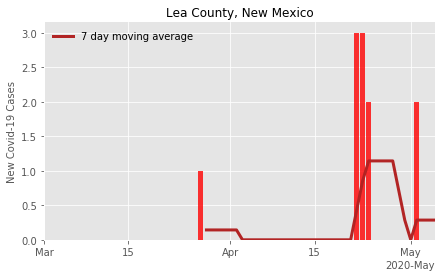 Lea County, New Mexico
7 day moving average
New Covid-19 Cases
3.0
2.5
2.0
1.5
1.0
0.5
0.0
Mar 15 Apr 15 May
2020-May